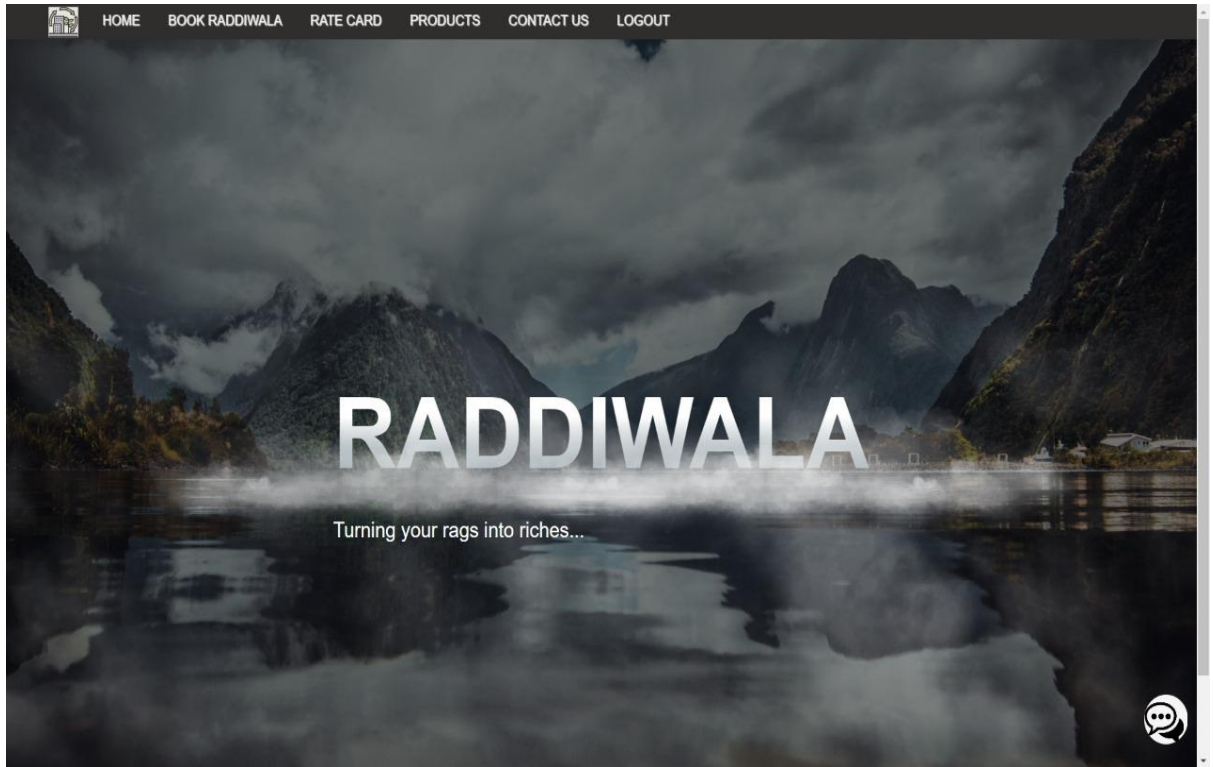 HOME BOOK RADDIWALA RATE CARD PRODUCTS CONTACT US LOGOUT
RADDIWALA
Turning your rags into riches...